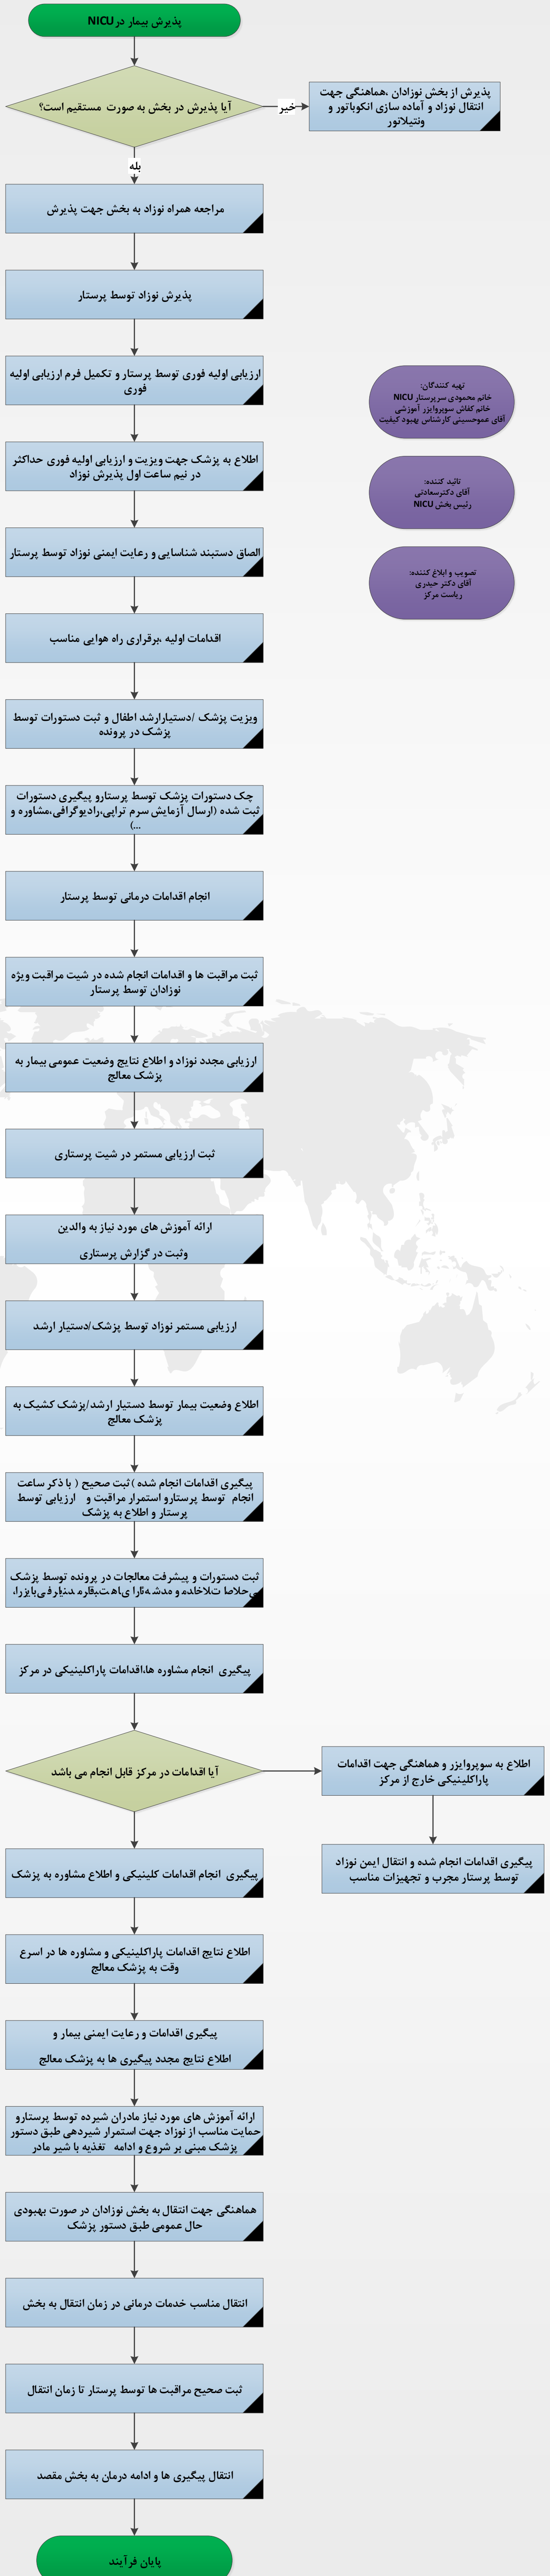 پذیرش بیمار در NICU
آیا پذیرش در بخش به صورت مستقیم است؟
خیر
پذیرش از بخش نوزادان ،هماهنگی جهت
انتقال نوزاد و آماده سازی انکوباتور و
ونتیلاتور
بله
مراجعه همراه نوزاد به بخش جهت پذیرش
پذیرش نوزاد توسط پرستار
ارزیابی اولیه فوری توسط پرستار و تکمیل فرم ارزیابی اولیه
فوری
تهیه کنندگان:
خانم محمودی سرپرستار NICU
خانم کفاش سوپروایزر آموزشی
آقای عموحسینی کارشناس بهبود کیفیت
اطلاع به پزشک جهت ویزیت و ارزیابی اولیه فوری حداکثر
در نیم ساعت اول پذیرش نوزاد
تائید کننده:
آقای دکترسعادتی
رئیس بخش NICU
الصاق دستبند شناسایی و رعایت ایمنی نوزاد توسط پرستار
تصویب و ابلاغ کننده:
آقای دکتر حیدری
ریاست مرکز
اقدامات اولیه ،برقراری راه هوایی مناسب
ویزیت پزشک /دستیارارشد اطفال و ثبت دستورات توسط
پزشک در پرونده
چک دستورات پزشک توسط پرستارو پیگیری دستورات
ثبت شده (ارسال آزمایش سرم تراپی،رادیوگرافی،مشاوره و
...)
انجام اقدامات درمانی توسط پرستار
ثبت مراقبت ها و اقدامات انجام شده در شیت مراقبت ویژه
نوزادان توسط پرستار
ارزیابی مجدد نوزاد و اطلاع نتایج وضعیت عمومی بیمار به
پزشک معالج
ثبت ارزیابی مستمر در شیت پرستاری
ارائه آموزش های مورد نیاز به والدین
وثبت در گزارش پرستاری
ارزیابی مستمر نوزاد توسط پزشک/دستیار ارشد
اطلاع وضعیت بیمار توسط دستیار ارشد/پزشک کشیک به
پزشک معالج
پیگیری اقدامات انجام شده )ثبت صحیح ( با ذکر ساعت
انجام توسط پرستارو استمرار مراقبت و ارزیابی توسط
پرستار و اطلاع به پزشک
ثبت دستورات و پیشرفت معالجات در پرونده توسط پزشک
پیگیری انجام مشاوره ها،اقدامات پاراکلینیکی در مرکز
آیا اقدامات در مرکز قابل انجام می باشد
اطلاع به سوپروایزر و هماهنگی جهت اقدامات
پاراکلینیکی خارج از مرکز
پیگیری اقدامات انجام شده و انتقال ایمن نوزاد
توسط پرستار مجرب و تجهیزات مناسب
پیگیری انجام اقدامات کلینیکی و اطلاع مشاوره به پزشک
اطلاع نتایج اقدامات پاراکلینیکی و مشاوره ها در اسرع
وقت به پزشک معالج
پیگیری اقدامات و رعایت ایمنی بیمار و
اطلاع نتایج مجدد پیگیری ها به پزشک معالج
ارائه آموزش های مورد نیاز مادران شیرده توسط پرستارو
حمایت مناسب از نوزاد جهت استمرار شیردهی طبق دستور
پزشک مبنی بر شروع و ادامه تغذیه با شیر مادر
هماهنگی جهت انتقال به بخش نوزادان در صورت بهبودی
حال عمومی طبق دستور پزشک
انتقال مناسب خدمات درمانی در زمان انتقال به بخش
ثبت صحیح مراقبت ها توسط پرستار تا زمان انتقال
انتقال پیگیری ها و ادامه درمان به بخش مقصد
پایان فرآیند